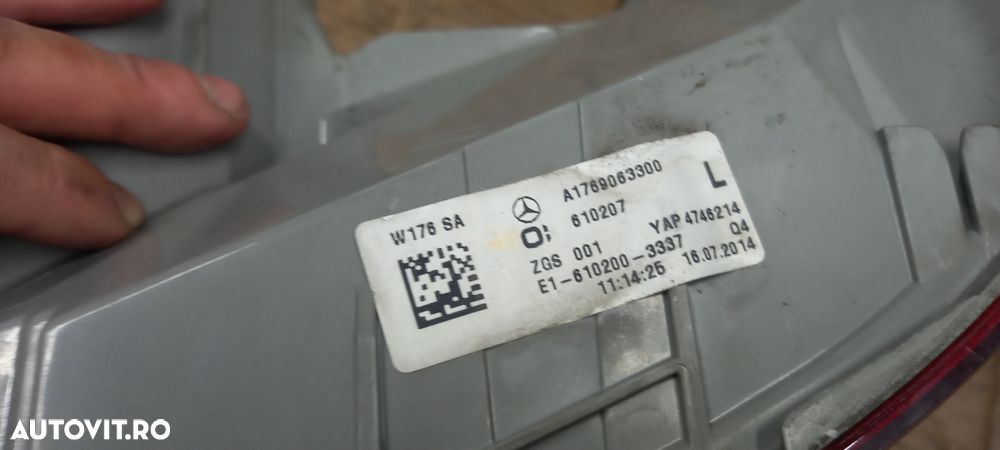 W176 SA
A1769063300
L
610207
ZGS 001 YAP 4746214
E1-610200-3337 Q4
11:14:25 16.07.2014
AUTOVIT.RO